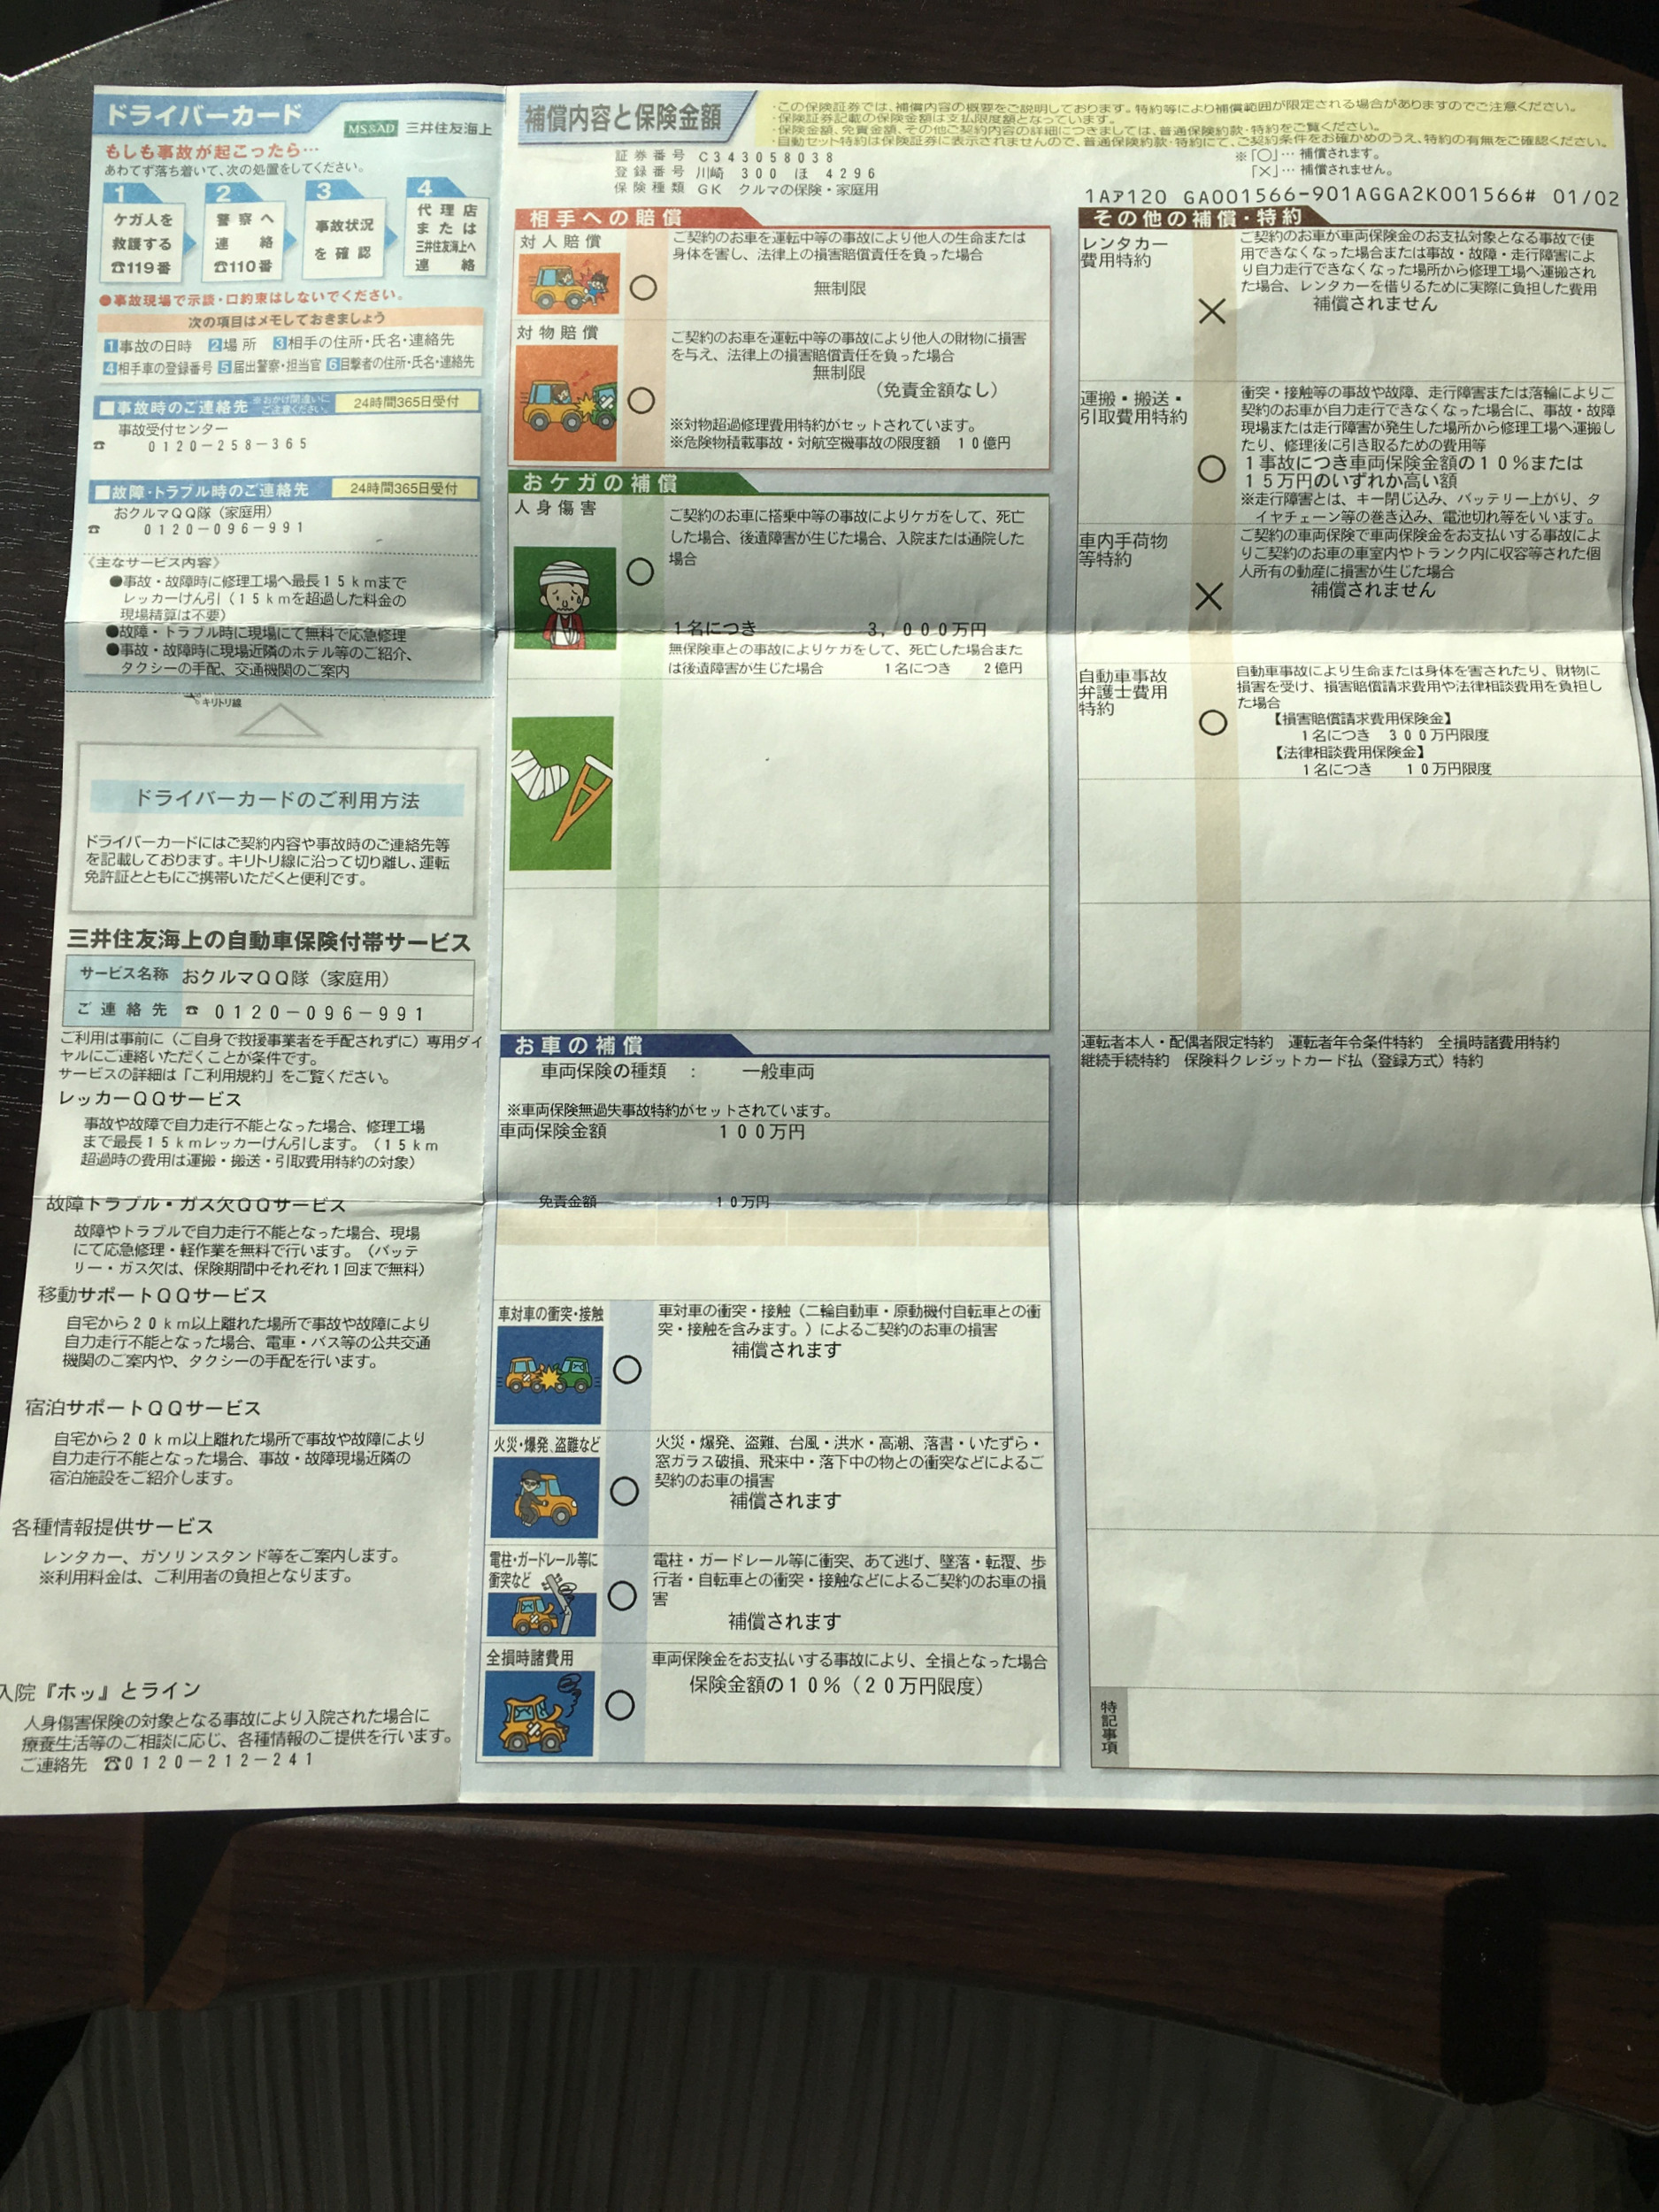 ドライバーカード
MS&AD 三井住友海上
もしも事故が起こったら…
あわてず落ち着いて、次の処置をしてください。
1
ケガ人を
救護する
☎119番
2
警察へ
連絡
☎110番
3
事故状況
を確認
4
代理店
または
三井住友海上へ
連絡
●事故現場で示談・口約束はしないでください。
次の項目はメモしておきましょう
1事故の日時 2場所 3相手の住所・氏名・連絡先
4相手車の登録番号 5届出警察・担当官 6目撃者の住所・氏名・連絡先
■事故時のご連絡先 ※おかけ間違いにご注意ください。 24時間365日受付
事故受付センター
☎ 0120-258-365
■故障・トラブル時のご連絡先 24時間365日受付
おクルマQQ隊（家庭用）
☎ 0120-096-991
《主なサービス内容》
●事故・故障時に修理工場へ最長15kmまで
レッカーけん引（15kmを超過した料金の
現場精算は不要）
●故障・トラブル時に現場にて無料で応急修理
●事故・故障時に現場近隣のホテル等のご紹介、
タクシーの手配、交通機関のご案内
キリトリ線
ドライバーカードのご利用方法
ドライバーカードにはご契約内容や事故時のご連絡先等
を記載しております。キリトリ線に沿って切り離し、運転
免許証とともにご携帯いただくと便利です。
三井住友海上の自動車保険付帯サービス
サービス名称 おクルマQQ隊（家庭用）
ご連絡先 ☎ 0120-096-991
ご利用は事前に（ご自身で救援事業者を手配されずに）専用ダイ
ヤルにご連絡いただくことが条件です。
サービスの詳細は「ご利用規約」をご覧ください。
レッカーQQサービス
事故や故障で自力走行不能となった場合、修理工場
まで最長15kmレッカーけん引します。（15km
超過時の費用は運搬・搬送・引取費用特約の対象）
故障トラブル・ガス欠QQサービス
故障やトラブルで自力走行不能となった場合、現場
にて応急修理・軽作業を無料で行います。（バッテ
リー・ガス欠は、保険期間中それぞれ1回まで無料）
移動サポートQQサービス
自宅から20km以上離れた場所で事故や故障により
自力走行不能となった場合、電車・バス等の公共交通
機関のご案内や、タクシーの手配を行います。
宿泊サポートQQサービス
自宅から20km以上離れた場所で事故や故障により
自力走行不能となった場合、事故・故障現場近隣の
宿泊施設をご紹介します。
各種情報提供サービス
レンタカー、ガソリンスタンド等をご案内します。
※利用料金は、ご利用者の負担となります。
入院『ホッ』とライン
人身傷害保険の対象となる事故により入院された場合に
療養生活等のご相談に応じ、各種情報のご提供を行います。
ご連絡先 ☎0120-212-241
補償内容と保険金額
・この保険証券では、補償内容の概要をご説明しております。特約等により補償範囲が限定される場合がありますのでご注意ください。
・保険証券記載の保険金額は支払限度額となっています。
・保険金額、免責金額、その他ご契約内容の詳細につきましては、普通保険約款・特約をご覧ください。
・自動セット特約は保険証券に表示されませんので、普通保険約款・特約にて、ご契約条件をお確かめのうえ、特約の有無をご確認ください。
証券番号 C343058038
登録番号 川崎 300 ほ 4296
保険種類 GK クルマの保険・家庭用
※「○」… 補償されます。
「×」… 補償されません。
1Aｱ120 GA001566-901AGGA2K001566# 01/02
相手への賠償
対人賠償
○
ご契約のお車を運転中等の事故により他人の生命または
身体を害し、法律上の損害賠償責任を負った場合
無制限
対物賠償
○
ご契約のお車を運転中等の事故により他人の財物に損害
を与え、法律上の損害賠償責任を負った場合
無制限
（免責金額なし）
※対物超過修理費用特約がセットされています。
※危険物積載事故・対航空機事故の限度額 10億円
おケガの補償
人身傷害
○
ご契約のお車に搭乗中等の事故によりケガをして、死亡
した場合、後遺障害が生じた場合、入院または通院した
場合
1名につき 3,000万円
無保険車との事故によりケガをして、死亡した場合また
は後遺障害が生じた場合 1名につき 2億円
お車の補償
車両保険の種類 ： 一般車両
※車両保険無過失事故特約がセットされています。
車両保険金額 100万円
免責金額 10万円
車対車の衝突・接触
○
車対車の衝突・接触（二輪自動車・原動機付自転車との衝
突・接触を含みます。）によるご契約のお車の損害
補償されます
火災・爆発、盗難など
○
火災・爆発、盗難、台風・洪水・高潮、落書・いたずら・
窓ガラス破損、飛来中・落下中の物との衝突などによるご
契約のお車の損害
補償されます
電柱・ガードレール等に
衝突など
○
電柱・ガードレール等に衝突、あて逃げ、墜落・転覆、歩
行者・自転車との衝突・接触などによるご契約のお車の損
害
補償されます
全損時諸費用
○
車両保険金をお支払いする事故により、全損となった場合
保険金額の10％（20万円限度）
その他の補償・特約
レンタカー
費用特約
×
ご契約のお車が車両保険金のお支払対象となる事故で使
用できなくなった場合または事故・故障・走行障害によ
り自力走行できなくなった場所から修理工場へ運搬され
た場合、レンタカーを借りるために実際に負担した費用
補償されません
運搬・搬送・
引取費用特約
○
衝突・接触等の事故や故障、走行障害または落輪によりご
契約のお車が自力走行できなくなった場合に、事故・故障
現場または走行障害が発生した場所から修理工場へ運搬し
たり、修理後に引き取るための費用等
1事故につき車両保険金額の10％または
15万円のいずれか高い額
※走行障害とは、キー閉じ込み、バッテリー上がり、タ
イヤチェーン等の巻き込み、電池切れ等をいいます。
車内手荷物
等特約
×
ご契約の車両保険で車両保険金をお支払いする事故によ
りご契約のお車の車室内やトランク内に収容等された個
人所有の動産に損害が生じた場合
補償されません
自動車事故
弁護士費用
特約
○
自動車事故により生命または身体を害されたり、財物に
損害を受け、損害賠償請求費用や法律相談費用を負担し
た場合
【損害賠償請求費用保険金】
1名につき 300万円限度
【法律相談費用保険金】
1名につき 10万円限度
運転者本人・配偶者限定特約 運転者年令条件特約 全損時諸費用特約
継続手続特約 保険料クレジットカード払（登録方式）特約
特記事項